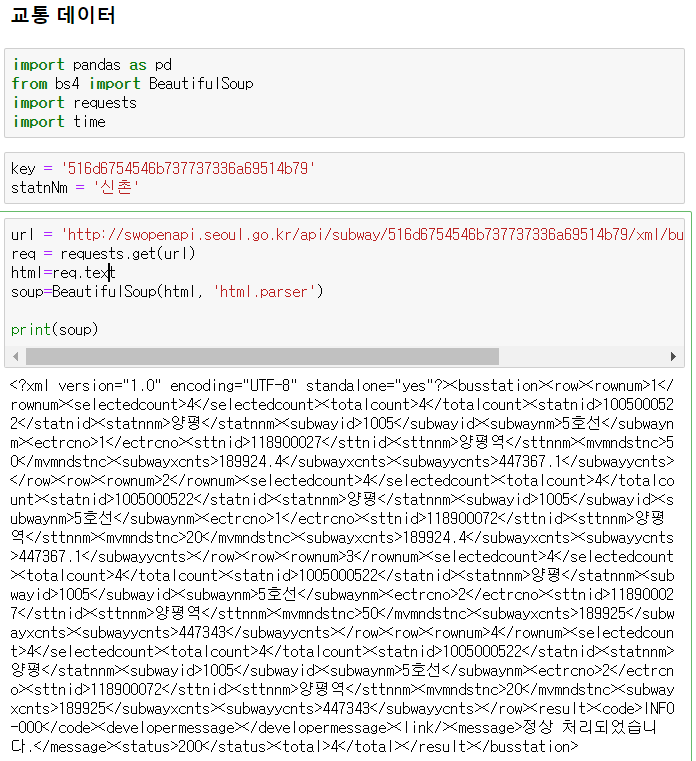 교통 데이터
import pandas as pd
from bs4 import BeautifulSoup
import requests
import time
key = '516d6754546b737737336a69514b79'
statnNm = '신촌'
url = 'http://swopenapi.seoul.go.kr/api/subway/516d6754546b737737336a69514b79/xml/bu
req = requests.get(url)
html=req.text
soup=BeautifulSoup(html, 'html.parser')
print(soup)
<?xml version="1.0" encoding="UTF-8" standalone="yes"?><busstation><row><rownum>1</
rownum><selectedcount>4</selectedcount><totalcount>4</totalcount><statnid>100500052
2</statnid><statnnm>양평</statnnm><subwayid>1005</subwayid><subwaynm>5호선</subwayn
m><ectrcno>1</ectrcno><sttnid>118900027</sttnid><sttnnm>양평역</sttnnm><mvmndstnc>5
0</mvmndstnc><subwayxcnts>189924.4</subwayxcnts><subwayycnts>447367.1</subwayycnts>
</row><row><rownum>2</rownum><selectedcount>4</selectedcount><totalcount>4</totalco
unt><statnid>1005000522</statnid><statnnm>양평</statnnm><subwayid>1005</subwayid><s
ubwaynm>5호선</subwaynm><ectrcno>1</ectrcno><sttnid>118900072</sttnid><sttnnm>양평
역</sttnnm><mvmndstnc>20</mvmndstnc><subwayxcnts>189924.4</subwayxcnts><subwayycnts
>447367.1</subwayycnts></row><row><rownum>3</rownum><selectedcount>4</selectedcount
><totalcount>4</totalcount><statnid>1005000522</statnid><statnnm>양평</statnnm><sub
wayid>1005</subwayid><subwaynm>5호선</subwaynm><ectrcno>2</ectrcno><sttnid>11890002
7</sttnid><sttnnm>양평역</sttnnm><mvmndstnc>50</mvmndstnc><subwayxcnts>189925</subw
ayxcnts><subwayycnts>447343</subwayycnts></row><row><rownum>4</rownum><selectedcoun
t>4</selectedcount><totalcount>4</totalcount><statnid>1005000522</statnid><statnnm>
양평</statnnm><subwayid>1005</subwayid><subwaynm>5호선</subwaynm><ectrcno>2</ectrcn
o><sttnid>118900072</sttnid><sttnnm>양평역</sttnnm><mvmndstnc>20</mvmndstnc><subway
xcnts>189925</subwayxcnts><subwayycnts>447343</subwayycnts></row><result><code>INFO
-000</code><developermessage></developermessage><link/><message>정상 처리되었습니
다.</message><status>200</status><total>4</total></result></busstation>